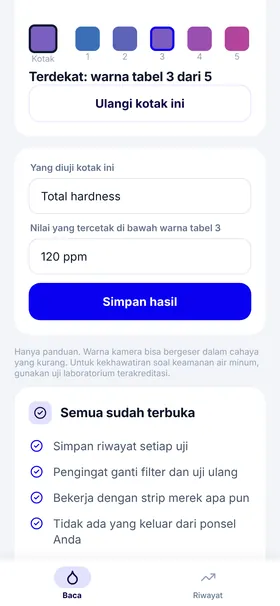 Kotak
1
2
3
4
5
Terdekat: warna tabel 3 dari 5
Ulangi kotak ini
Yang diuji kotak ini
Total hardness
Nilai yang tercetak di bawah warna tabel 3
120 ppm
Simpan hasil
Hanya panduan. Warna kamera bisa bergeser dalam cahaya
yang kurang. Untuk kekhawatiran soal keamanan air minum,
gunakan uji laboratorium terakreditasi.
Semua sudah terbuka
Simpan riwayat setiap uji
Pengingat ganti filter dan uji ulang
Bekerja dengan strip merek apa pun
Tidak ada yang keluar dari ponsel
Anda
Baca
Riwayat